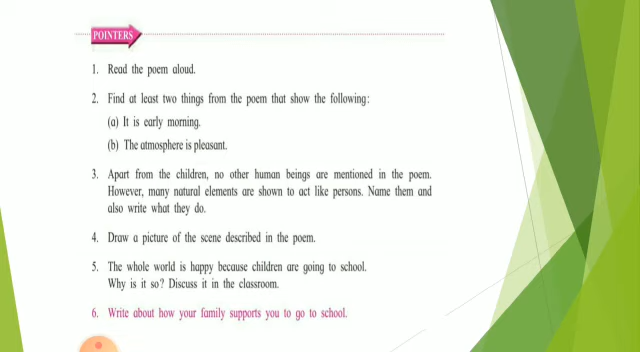 POINTERS
1. Read the poem aloud.
2. Find at least two things from the poem that show the following:
(a) It is early morning.
(b) The atmosphere is pleasant.
3. Apart from the children, no other human beings are mentioned in the poem.
However, many natural elements are shown to act like persons. Name them and
also write what they do.
4. Draw a picture of the scene described in the poem.
5. The whole world is happy because children are going to school.
Why is it so? Discuss it in the classroom.
6. Write about how your family supports you to go to school.